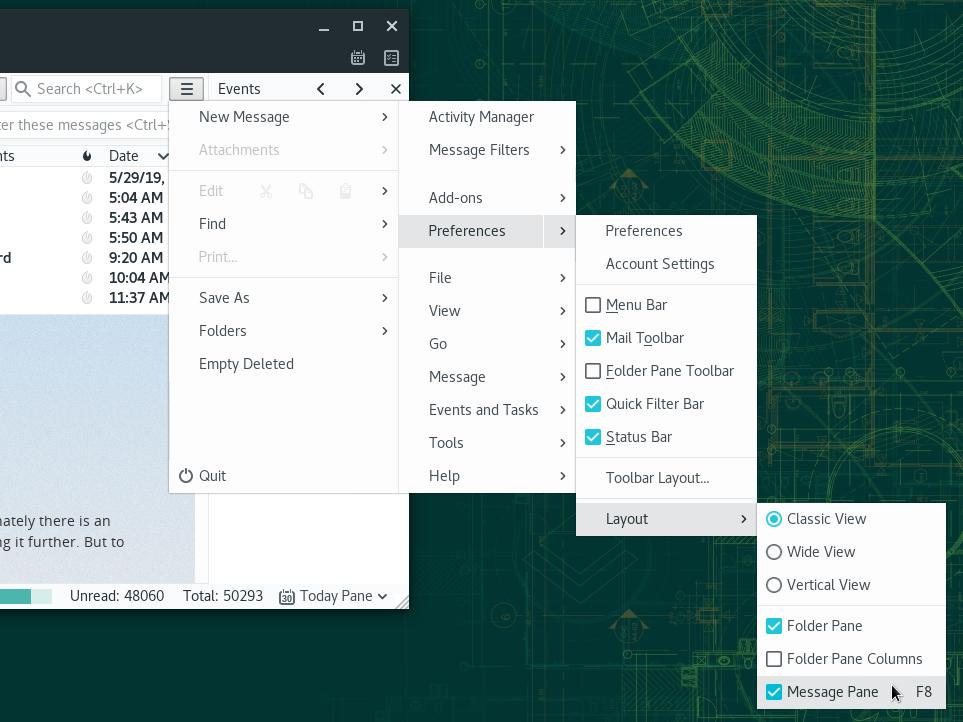 Search <Ctrl+K>
Events
ter these messages <Ctrl+S
nts
Date
5/29/19,
5:04 AM
5:43 AM
5:50 AM
rd
9:20 AM
10:04 AM
11:37 AM
nately there is an
ng it further. But to
Unread: 48060
Total: 50293
30
Today Pane
New Message
Attachments
Edit
Find
Print...
Save As
Folders
Empty Deleted
Quit
Activity Manager
Message Filters
Add-ons
Preferences
File
View
Go
Message
Events and Tasks
Tools
Help
Preferences
Account Settings
Menu Bar
Mail Toolbar
Folder Pane Toolbar
Quick Filter Bar
Status Bar
Toolbar Layout...
Layout
Classic View
Wide View
Vertical View
Folder Pane
Folder Pane Columns
Message Pane F8